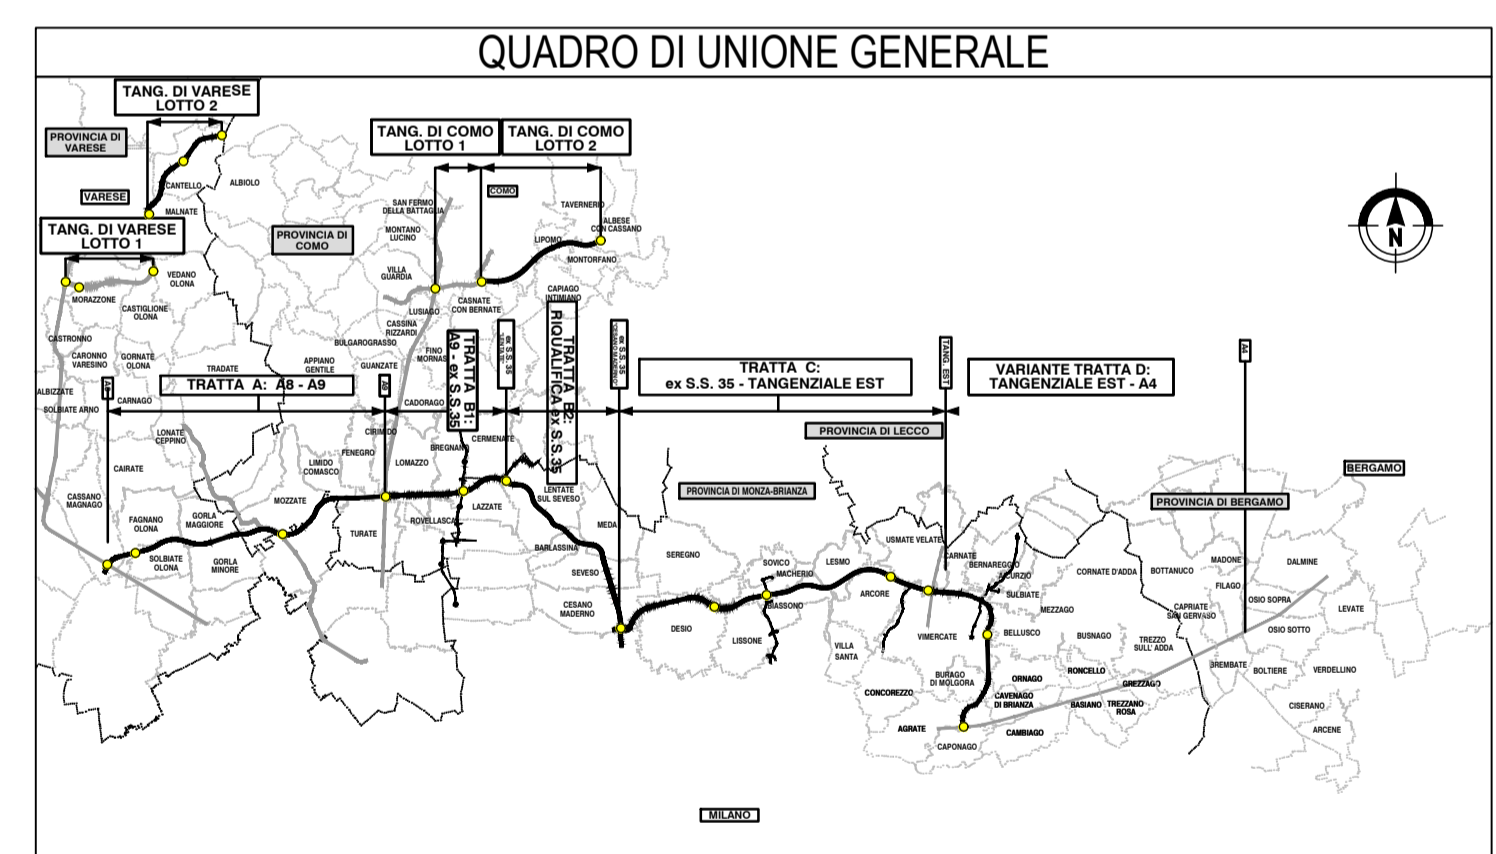 QUADRO DI UNIONE GENERALE
TANG. DI VARESE
LOTTO 2
PROVINCIA DI
VARESE
TANG. DI COMO
LOTTO 1
TANG. DI COMO
LOTTO 2
CANTELLO
ALBIOLO
VARESE
MALNATE
COMO
SAN FERMO
DELLA BATTAGLIA
TAVERNERIO
ALBESE
CON CASSANO
TANG. DI VARESE
LOTTO 1
PROVINCIA DI
COMO
MONTANO
LUCINO
LIPOMO
MONTORFANO
N
VILLA
GUARDIA
VEDANO
OLONA
MORAZZONE
CAPIAGO
INTIMIANO
CASTIGLIONE
OLONA
LUSIAGO
CASNATE
CON BERNATE
CASSINA
RIZZARDI
CASTRONNO
BULGAROGRASSO
FINO
MORNAS
CARONNO
VARESINO
GORNATE
OLONA
TRADATE
APPIANO
GENTILE
GUANZATE
TRATTA B1:
A9 - ex S.S.35
ex S.S. 35
TRATTA B2:
RIQUALIFICA ex S.S.35
ex S.S. 35
TANG. EST
A4
TRATTA C:
ex S.S. 35 - TANGENZIALE EST
VARIANTE TRATTA D:
TANGENZIALE EST - A4
ALBIZZATE
TRATTA A: A8 - A9
A9
SOLBIATE ARNO
CARNAGO
CADORAGO
LONATE
CEPPINO
CIRIMIDO
CERMENATE
PROVINCIA DI LECCO
BREGNANO
FENEGRO
LIMIDO
COMASCO
LOMAZZO
CAIRATE
BERGAMO
CASSANO
MAGNAGO
MOZZATE
LENTATE
SUL SEVESO
PROVINCIA DI MONZA-BRIANZA
PROVINCIA DI BERGAMO
LAZZATE
FAGNANO
OLONA
GORLA
MAGGIORE
ROVELLASCA
MEDA
TURATE
USMATE VELATE
BARLASSINA
SEREGNO
CARNATE
BERNAREGGIO
SOLBIATE
OLONA
GORLA
MINORE
SOVICO
LESMO
MADONE
DALMINE
SEVESO
MACHERIO
CORNATE D'ADDA
BOTTANUCO
FILAGO
ARCORE
SULBIATE
OSIO SOPRA
CESANO
MADERNO
BIASSONO
MEZZAGO
CAPRIATE
SAN GERVASO
LEVATE
DESIO
LISSONE
VIMERCATE
BELLUSCO
BUSNAGO
OSIO SOTTO
VILLA
SANTA
TREZZO
SULL' ADDA
BREMBATE
BOLTIERE
VERDELLINO
BURAGO
DI MOLGORA
ORNAGO
RONCELLO
GREZZAGO
CONCOREZZO
CAVENAGO
DI BRIANZA
BASIANO
TREZZANO
ROSA
CISERANO
AGRATE
CAMBIAGO
ARCENE
CAPONAGO
MILANO